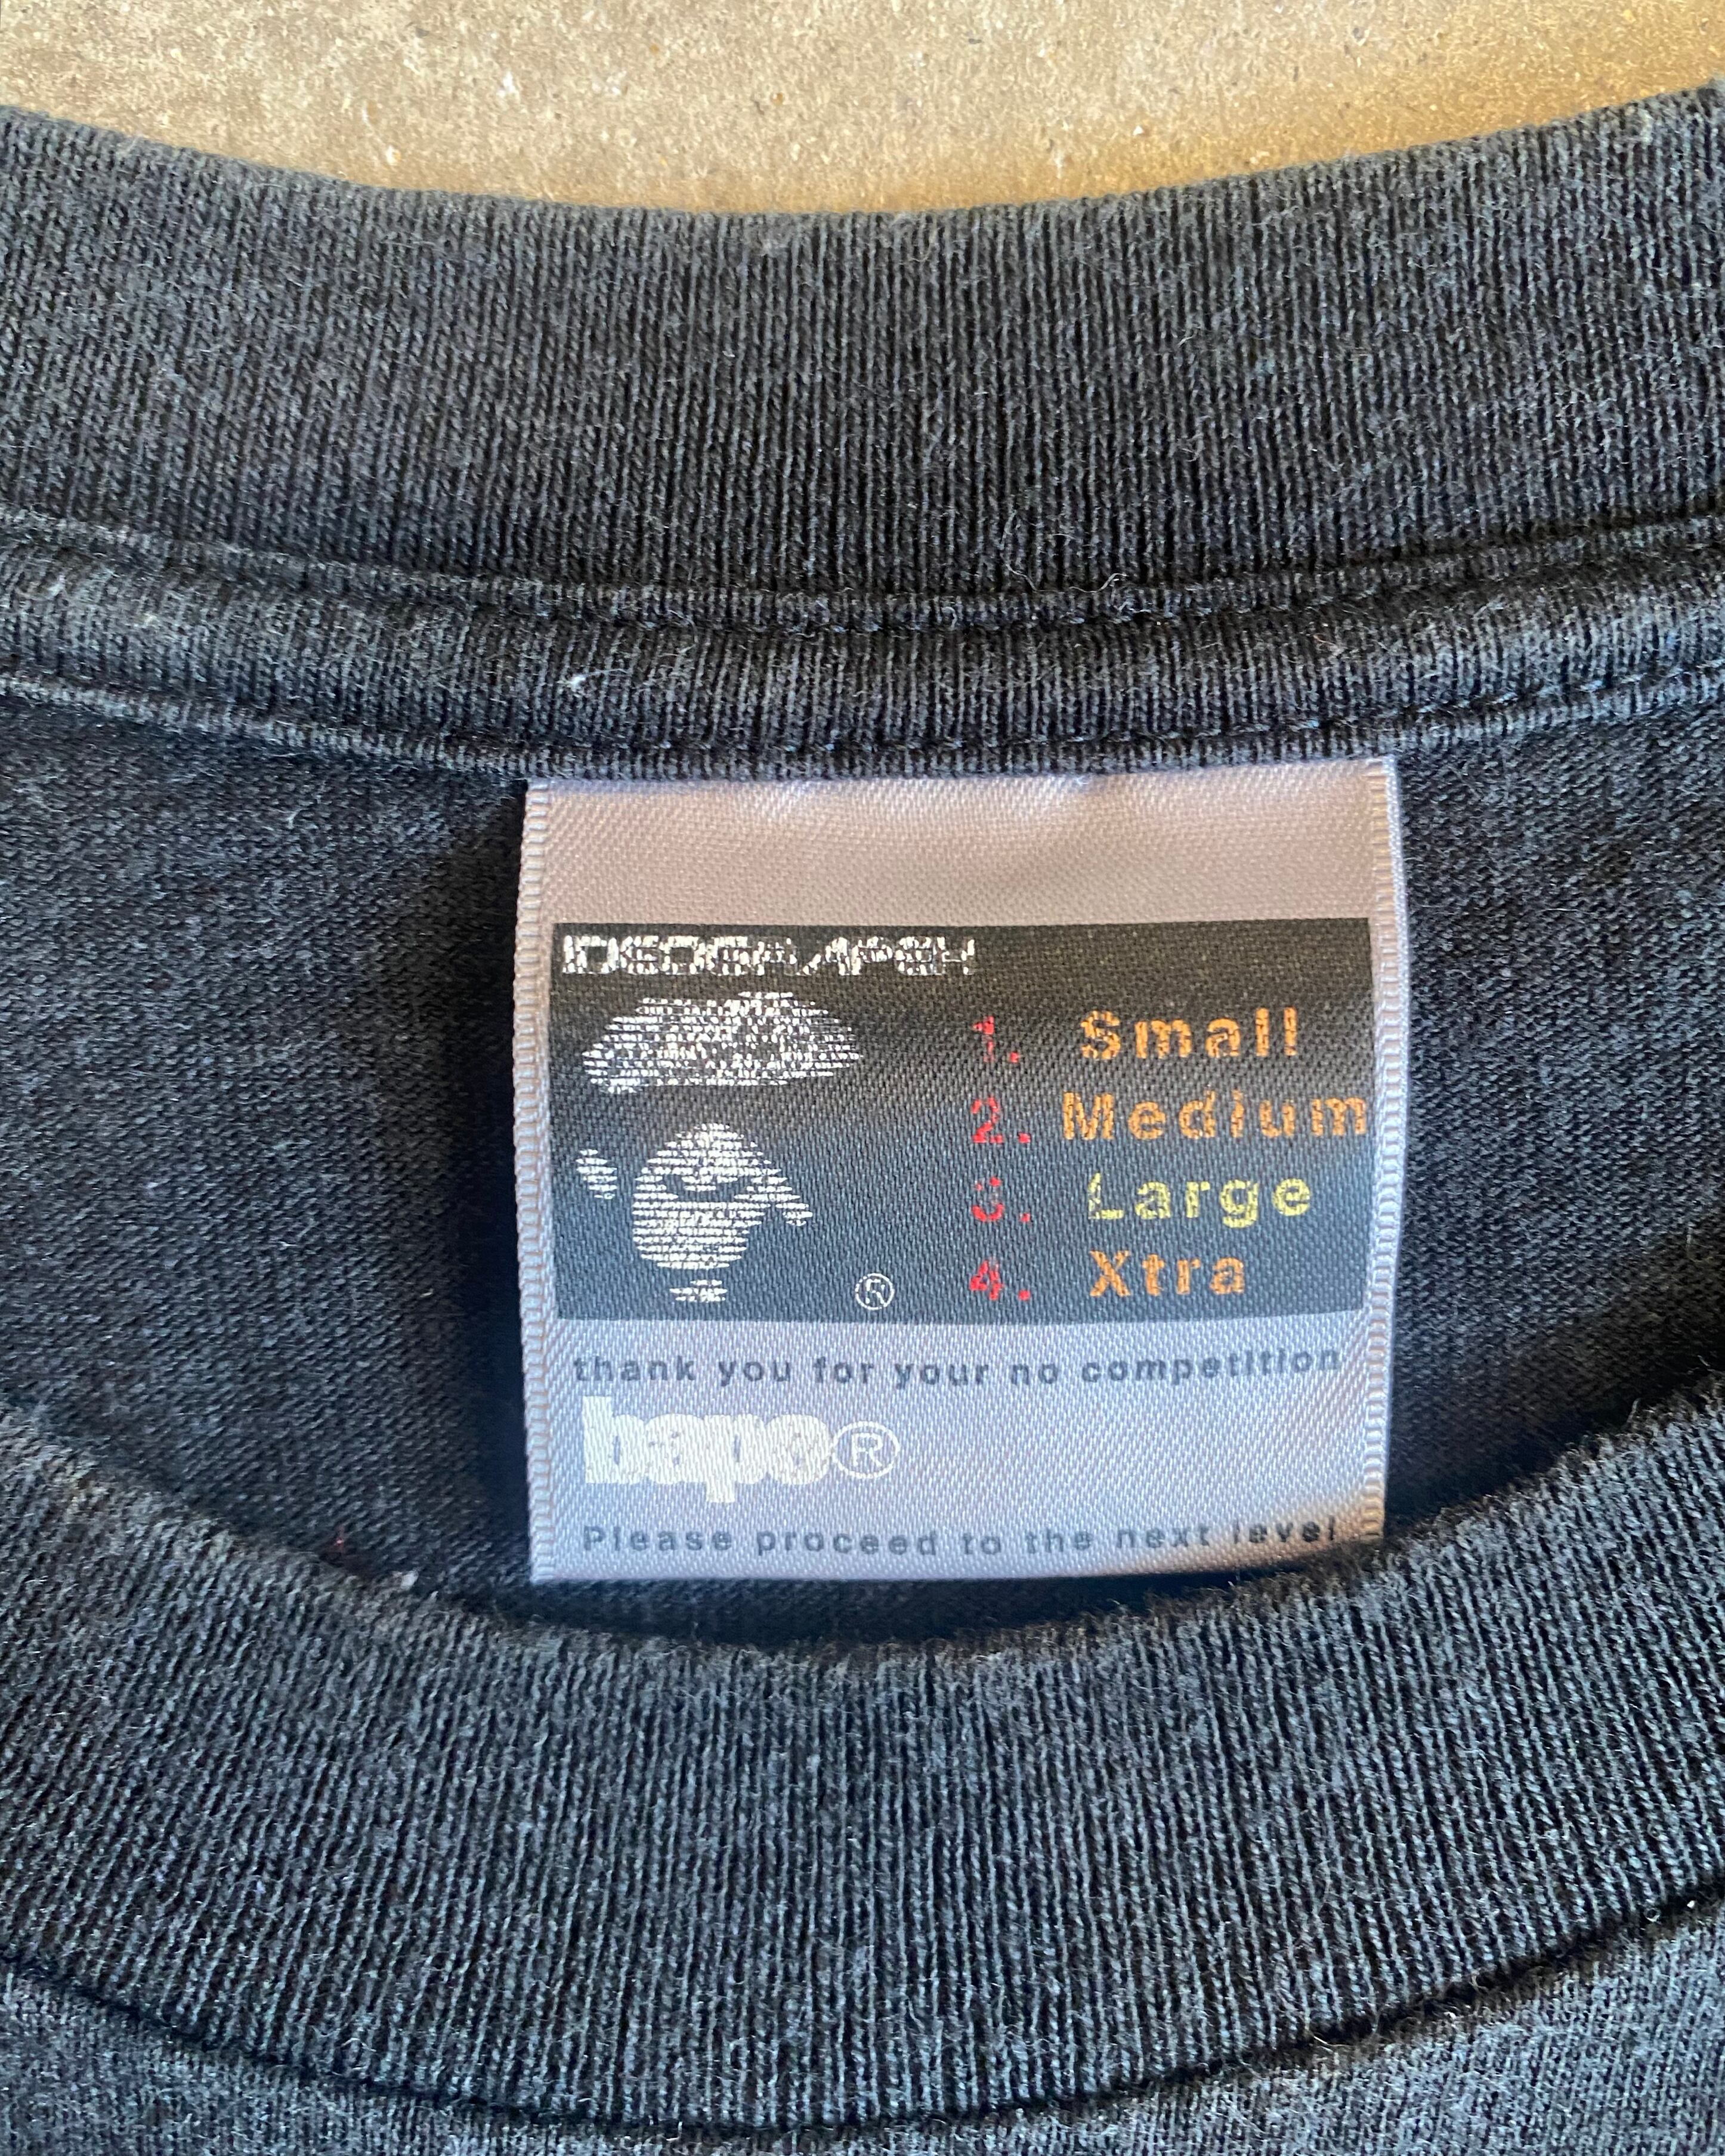 IDEOGRAAPEH
1. Small
2. Medium
3. Large
4. Xtra
®
thank you for your no competition
bape®
Please proceed to the next level